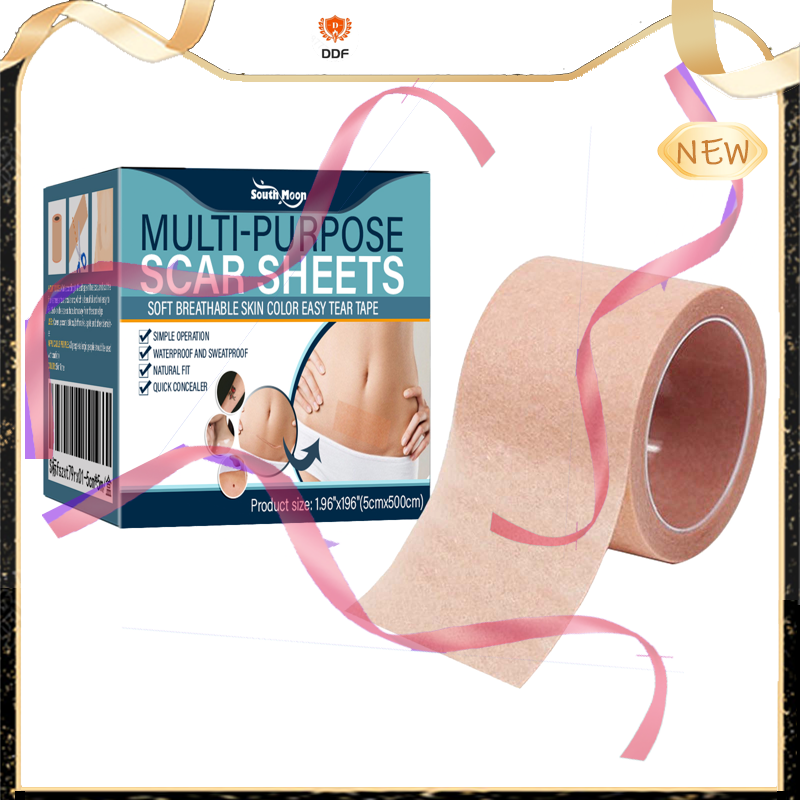 DDF
NEW
South Moon
MULTI-PURPOSE
SCAR SHEETS
SOFT BREATHABLE SKIN COLOR EASY TEAR TAPE
SIMPLE OPERATION
WATERPROOF AND SWEATPROOF
NATURAL FIT
QUICK CONCEALER
Product size: 1.96"x196"(5cmx500cm)